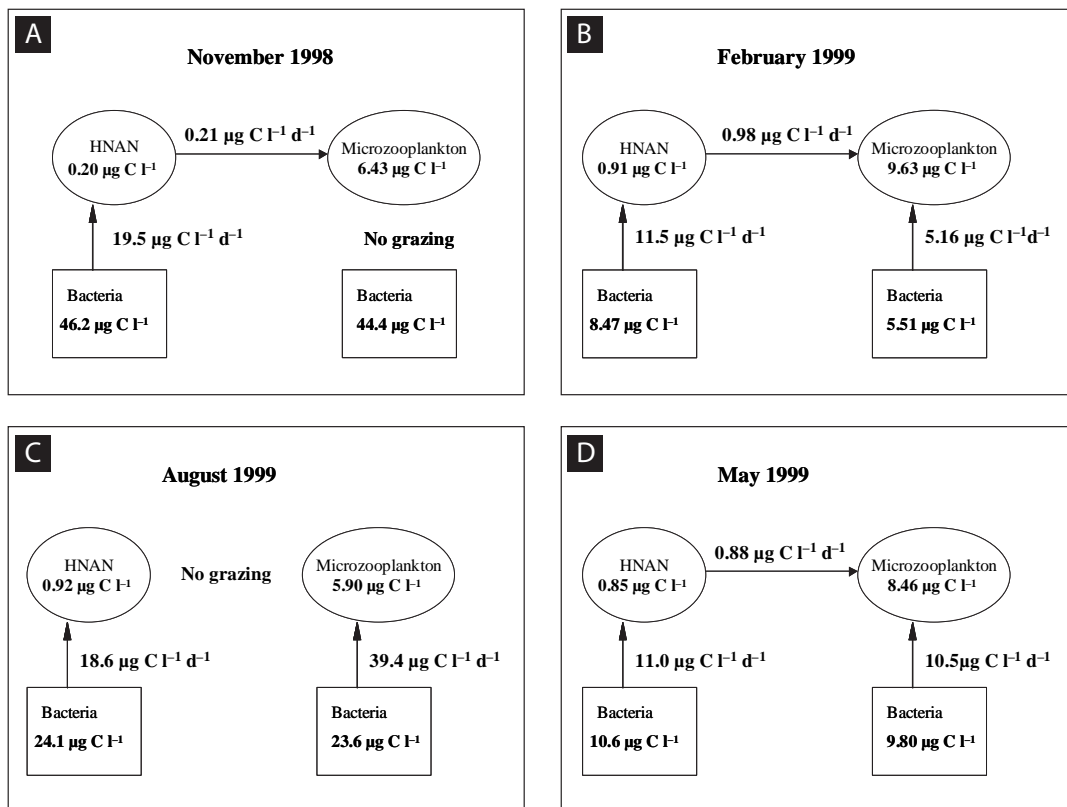 A
November 1998
HNAN
0.20 µg C l⁻¹
0.21 µg C l⁻¹ d⁻¹
Microzooplankton
6.43 µg C l⁻¹
19.5 µg C l⁻¹ d⁻¹
No grazing
Bacteria
46.2 µg C l⁻¹
Bacteria
44.4 µg C l⁻¹
B
February 1999
HNAN
0.91 µg C l⁻¹
0.98 µg C l⁻¹ d⁻¹
Microzooplankton
9.63 µg C l⁻¹
11.5 µg C l⁻¹ d⁻¹
5.16 µg C l⁻¹d⁻¹
Bacteria
8.47 µg C l⁻¹
Bacteria
5.51 µg C l⁻¹
C
August 1999
HNAN
0.92 µg C l⁻¹
No grazing
Microzooplankton
5.90 µg C l⁻¹
18.6 µg C l⁻¹ d⁻¹
39.4 µg C l⁻¹ d⁻¹
Bacteria
24.1 µg C l⁻¹
Bacteria
23.6 µg C l⁻¹
D
May 1999
HNAN
0.85 µg C l⁻¹
0.88 µg C l⁻¹ d⁻¹
Microzooplankton
8.46 µg C l⁻¹
11.0 µg C l⁻¹ d⁻¹
10.5µg C l⁻¹ d⁻¹
Bacteria
10.6 µg C l⁻¹
Bacteria
9.80 µg C l⁻¹